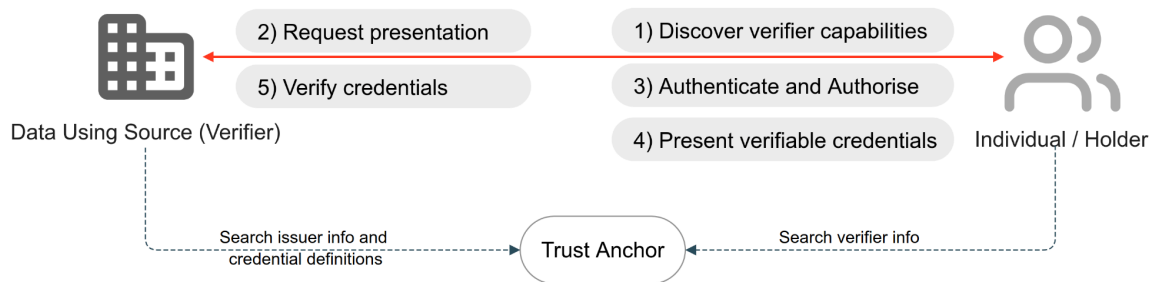 2) Request presentation
1) Discover verifier capabilities
5) Verify credentials
3) Authenticate and Authorise
4) Present verifiable credentials
Data Using Source (Verifier)
Individual / Holder
Search issuer info and
credential definitions
Trust Anchor
Search verifier info